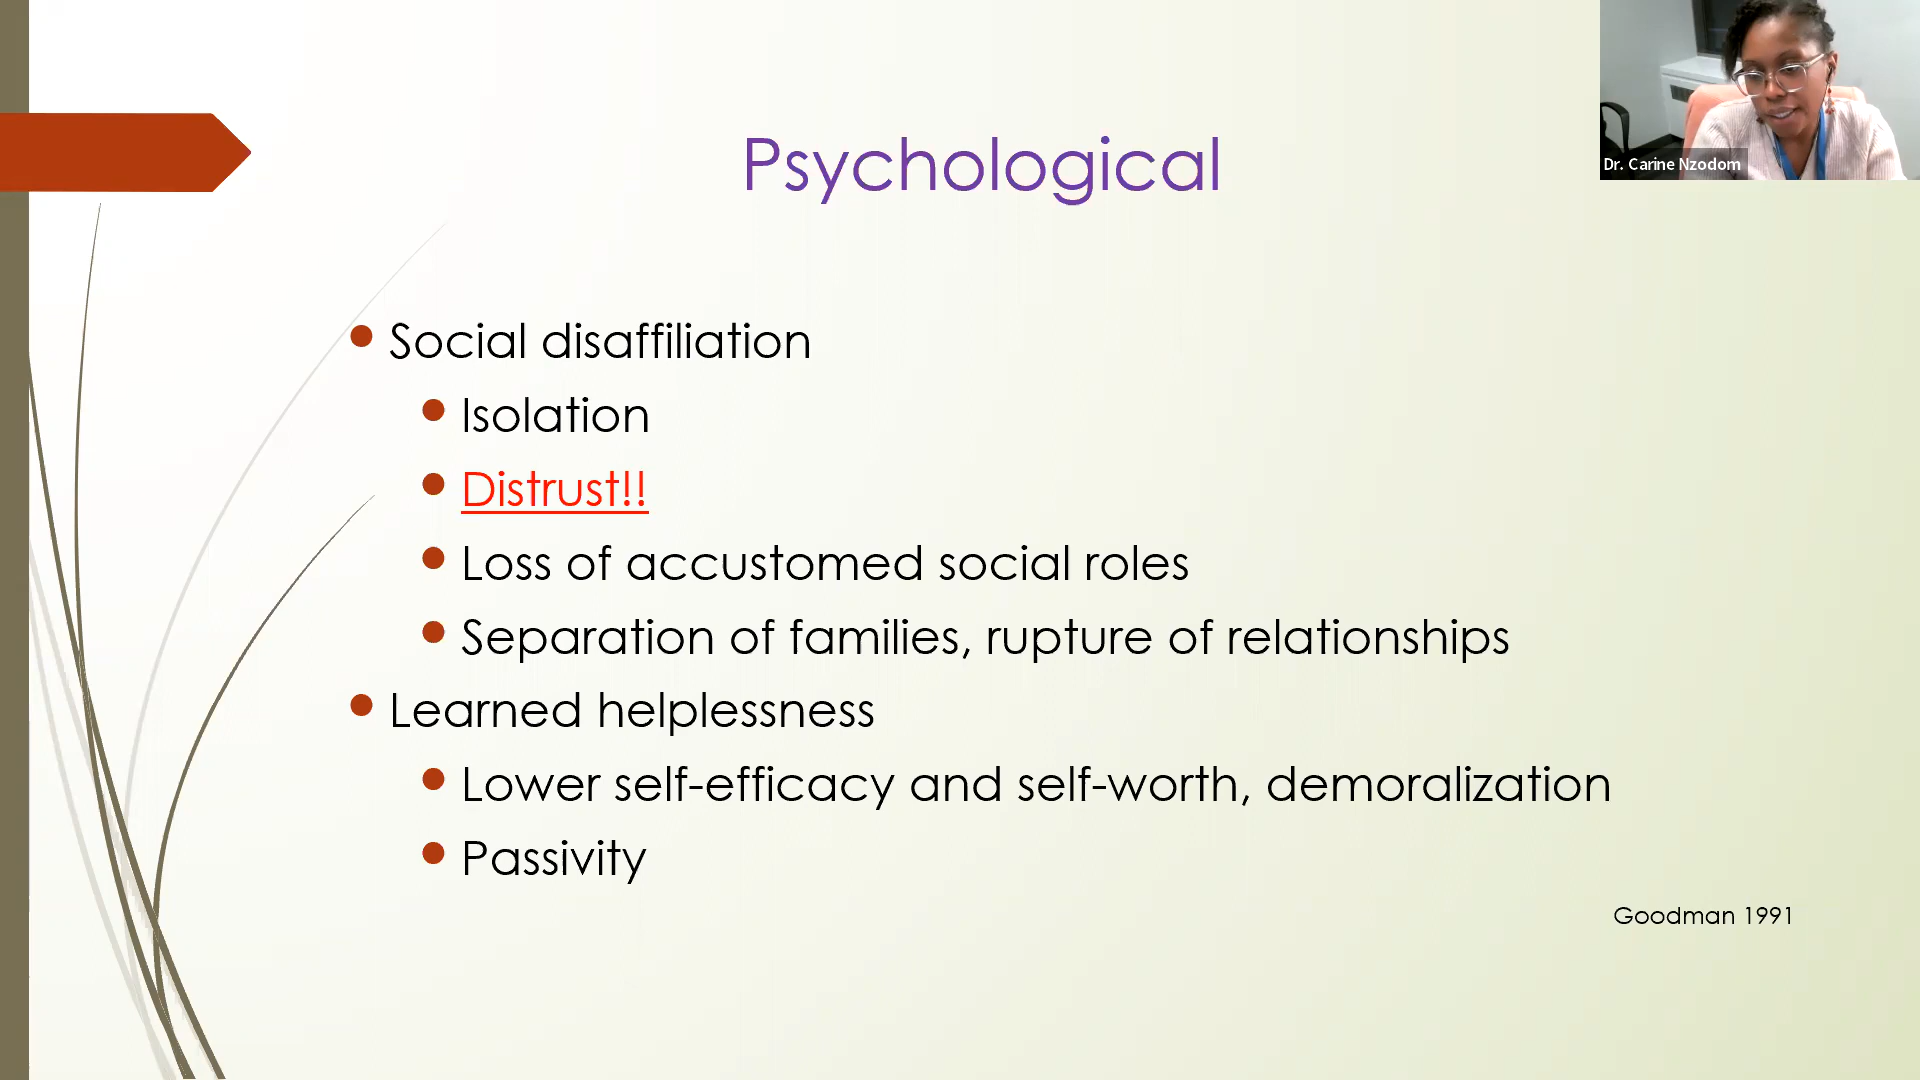 Dr. Carine Nzodom
Psychological
Social disaffiliation
Isolation
Distrust!!
Loss of accustomed social roles
Separation of families, rupture of relationships
Learned helplessness
Lower self-efficacy and self-worth, demoralization
Passivity
Goodman 1991